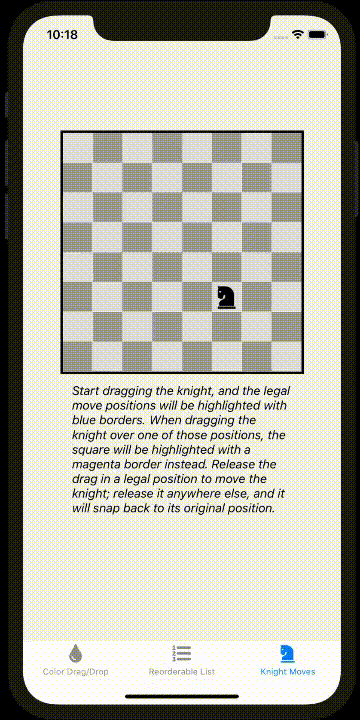 10:18
Start dragging the knight, and the legal
move positions will be highlighted with
blue borders. When dragging the
knight over one of those positions, the
square will be highlighted with a
magenta border instead. Release the
drag in a legal position to move the
knight; release it anywhere else, and it
will snap back to its original position.
Color Drag/Drop Reorderable List Knight Moves